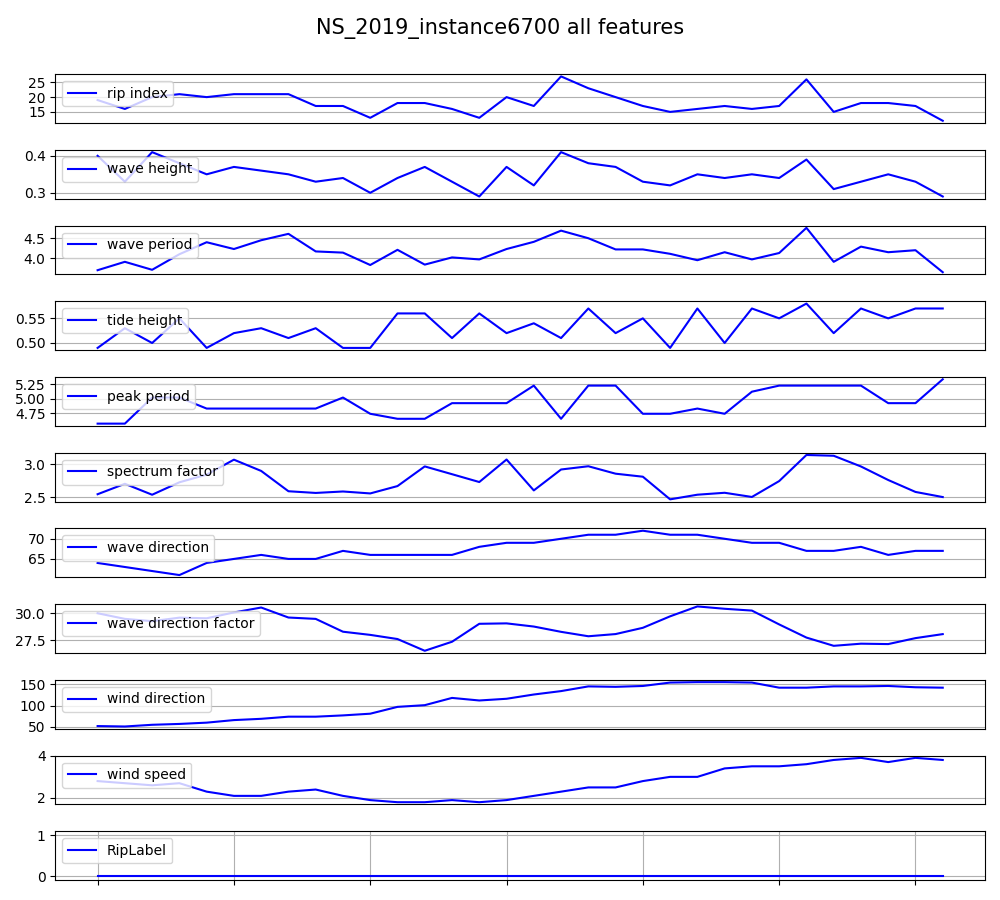 NS_2019_instance6700 all features
25
20
15
rip index
0.4
0.3
wave height
4.5
4.0
wave period
0.55
0.50
tide height
5.25
5.00
4.75
peak period
3.0
2.5
spectrum factor
70
65
wave direction
30.0
27.5
wave direction factor
150
100
50
wind direction
4
2
wind speed
1
0
RipLabel